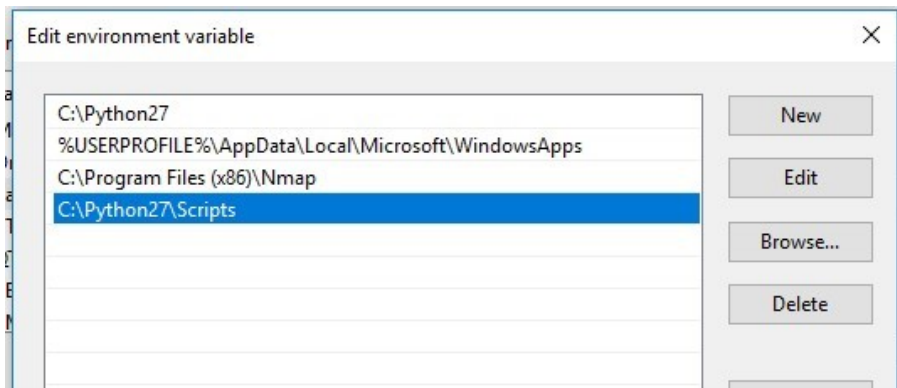 Edit environment variable
C:\Python27
%USERPROFILE%\AppData\Local\Microsoft\WindowsApps
C:\Program Files (x86)\Nmap
C:\Python27\Scripts
New
Edit
Browse...
Delete